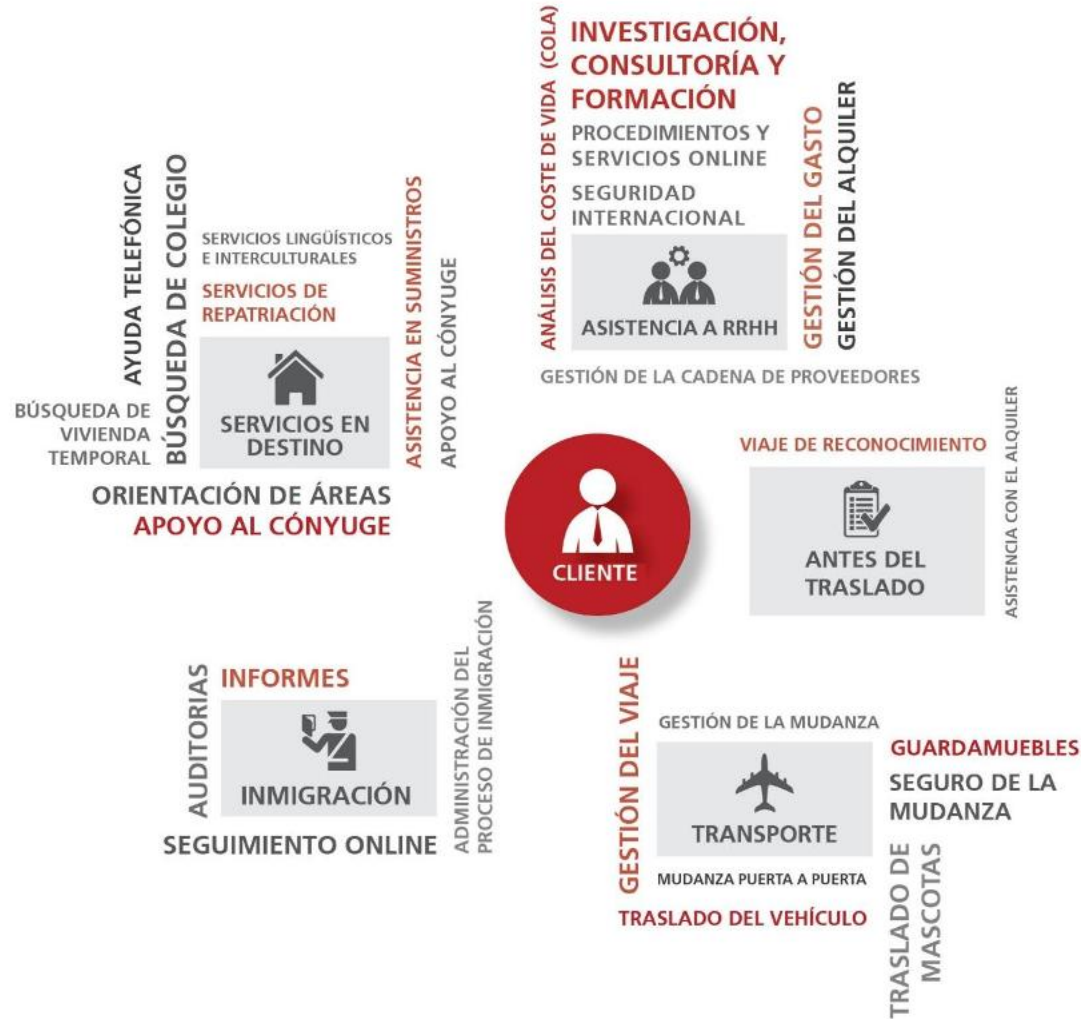 ANÁLISIS DEL COSTE DE VIDA (COLA)
INVESTIGACIÓN,
CONSULTORÍA Y
FORMACIÓN
PROCEDIMIENTOS Y
SERVICIOS ONLINE
SEGURIDAD
INTERNACIONAL
ASISTENCIA A RRHH
GESTIÓN DEL GASTO
GESTIÓN DEL ALQUILER
GESTIÓN DE LA CADENA DE PROVEEDORES
AYUDA TELEFÓNICA
BÚSQUEDA DE COLEGIO
SERVICIOS LINGÜÍSTICOS
E INTERCULTURALES
SERVICIOS DE
REPATRIACIÓN
SERVICIOS EN
DESTINO
ASISTENCIA EN SUMINISTROS
APOYO AL CÓNYUGE
BÚSQUEDA DE
VIVIENDA
TEMPORAL
ORIENTACIÓN DE ÁREAS
APOYO AL CÓNYUGE
CLIENTE
VIAJE DE RECONOCIMIENTO
ANTES DEL
TRASLADO
ASISTENCIA CON EL ALQUILER
AUDITORIAS
INFORMES
INMIGRACIÓN
SEGUIMIENTO ONLINE
ADMINISTRACIÓN DEL
PROCESO DE INMIGRACIÓN
GESTIÓN DEL VIAJE
GESTIÓN DE LA MUDANZA
TRANSPORTE
MUDANZA PUERTA A PUERTA
TRASLADO DEL VEHÍCULO
GUARDAMUEBLES
SEGURO DE LA
MUDANZA
TRASLADO DE
MASCOTAS